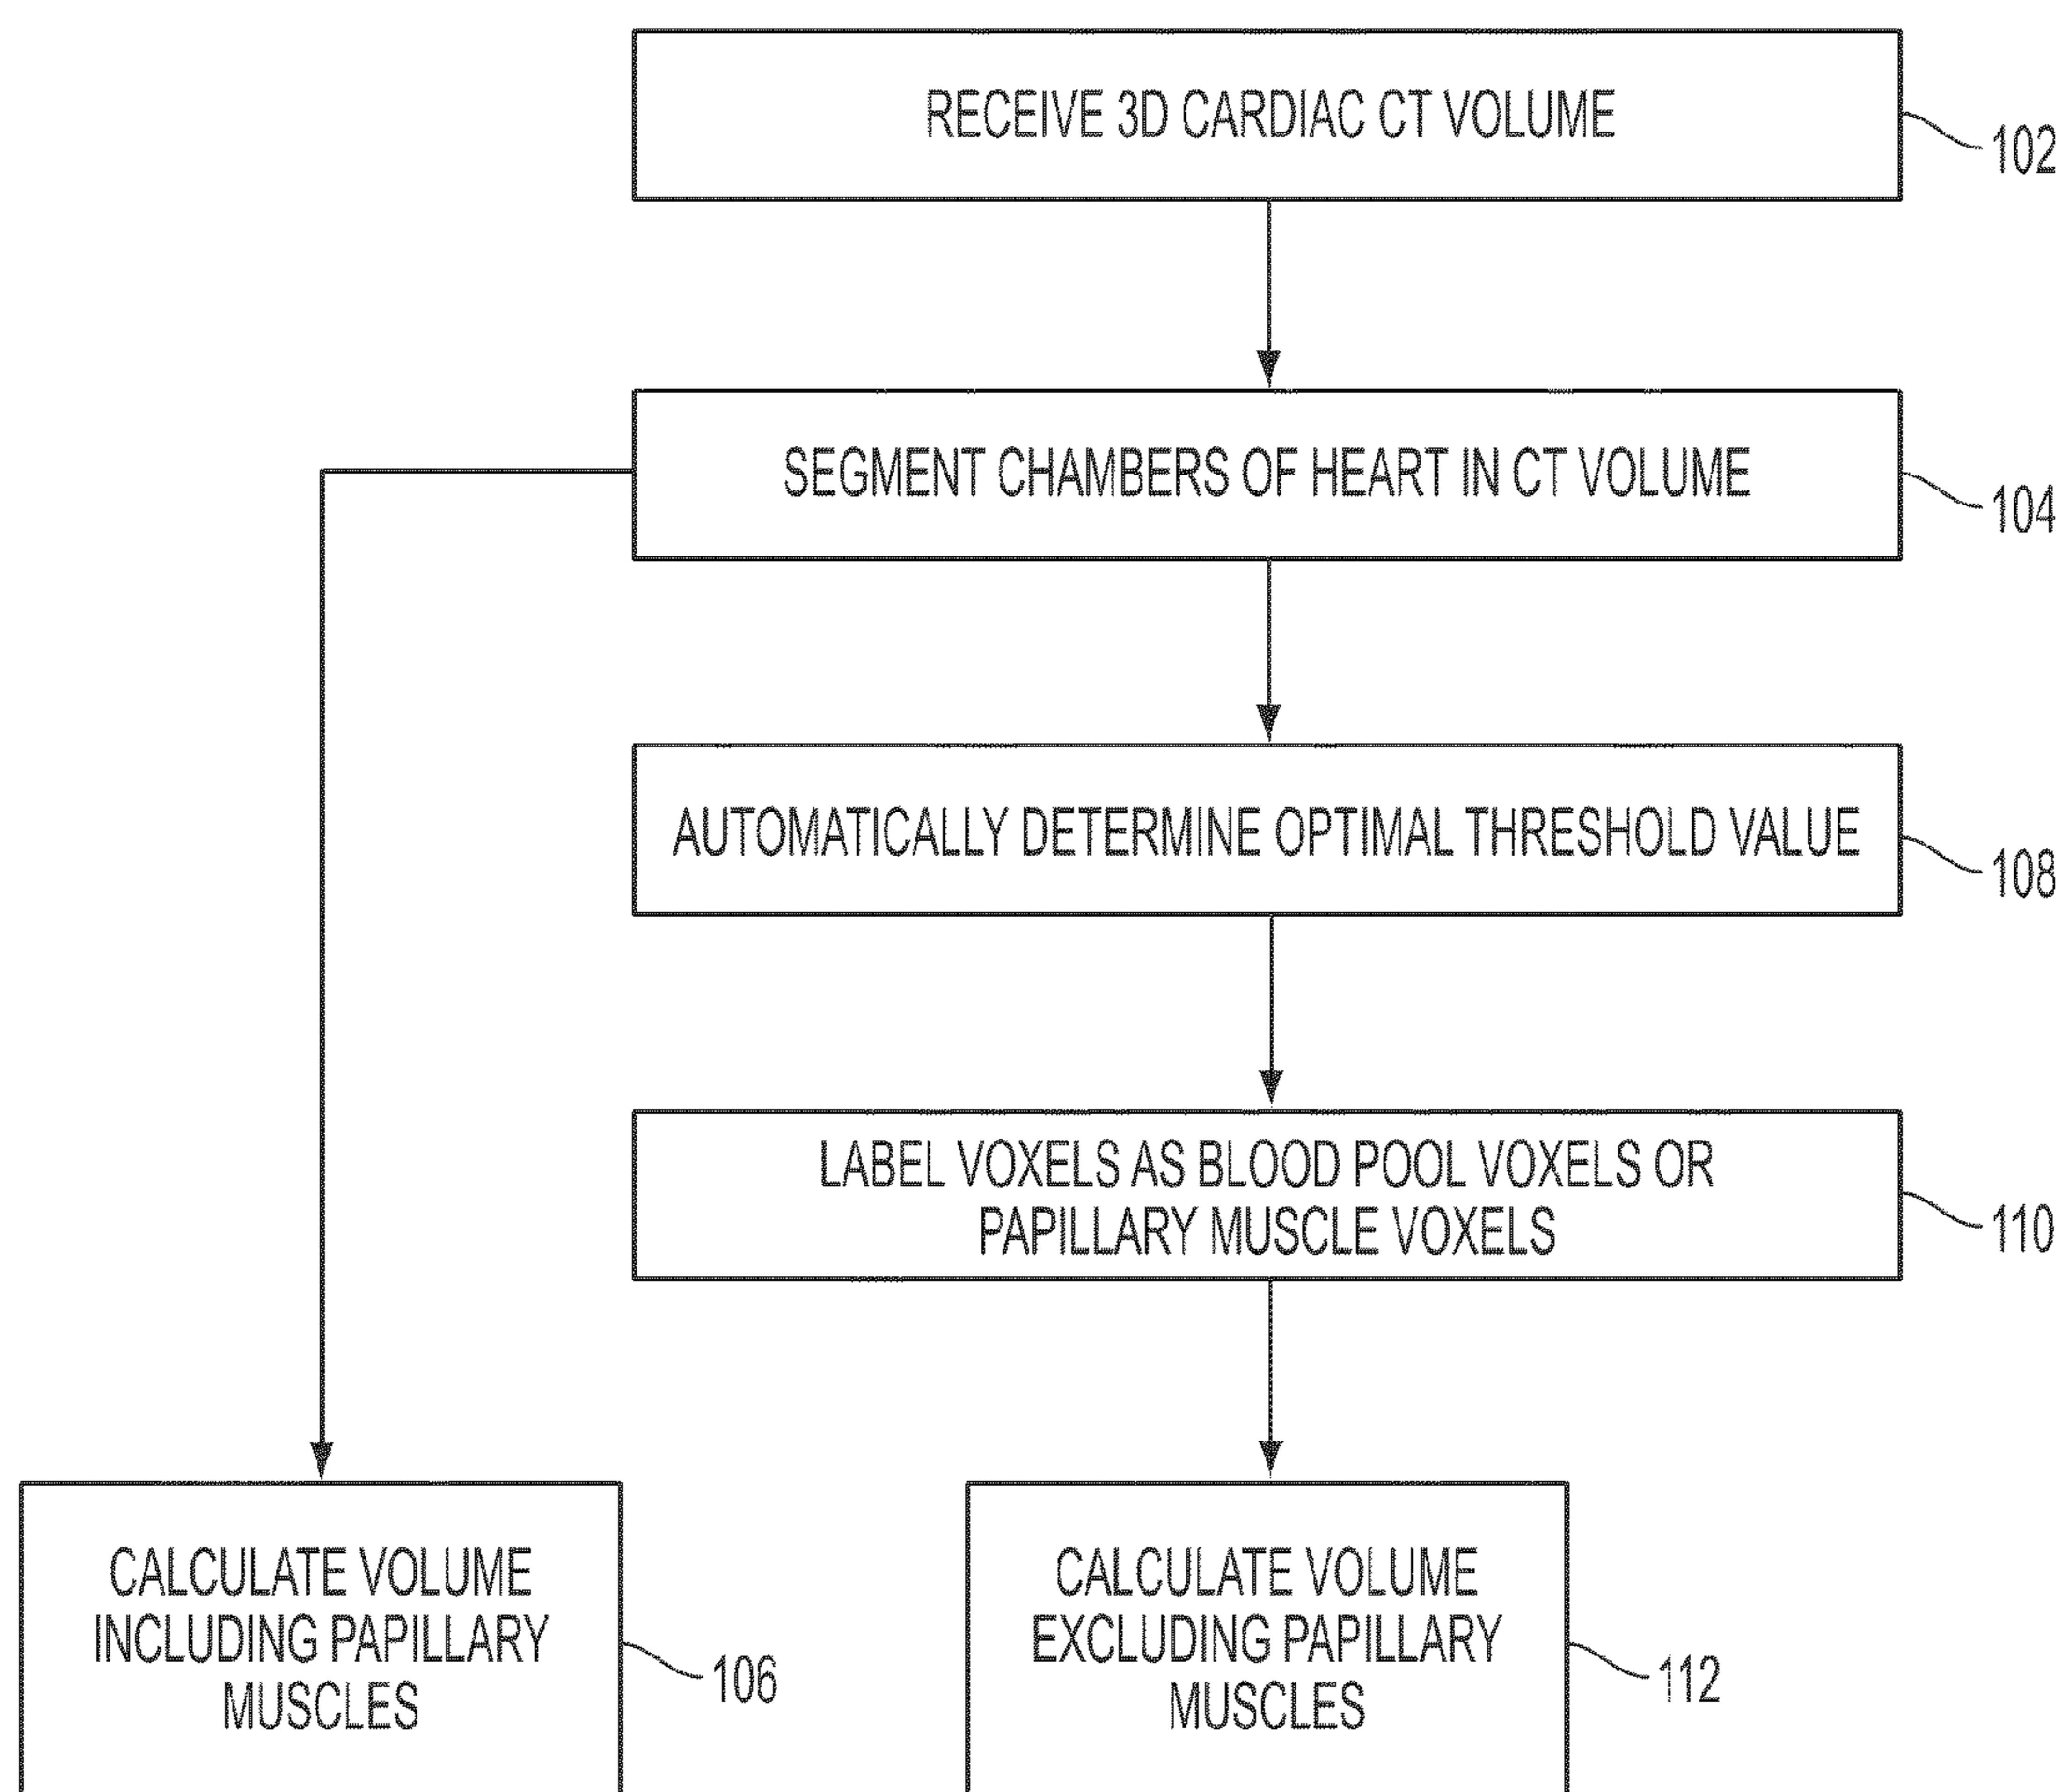 RECEIVE 3D CARDIAC CT VOLUME
102
SEGMENT CHAMBERS OF HEART IN CT VOLUME
104
AUTOMATICALLY DETERMINE OPTIMAL THRESHOLD VALUE
108
LABEL VOXELS AS BLOOD POOL VOXELS OR
PAPILLARY MUSCLE VOXELS
110
CALCULATE VOLUME
INCLUDING PAPILLARY
MUSCLES
106
CALCULATE VOLUME
EXCLUDING PAPILLARY
MUSCLES
112